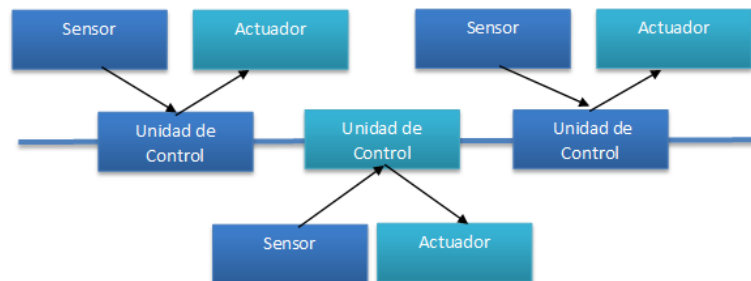 Sensor
Actuador
Sensor
Actuador
Unidad de
Control
Unidad de
Control
Unidad de
Control
Sensor
Actuador